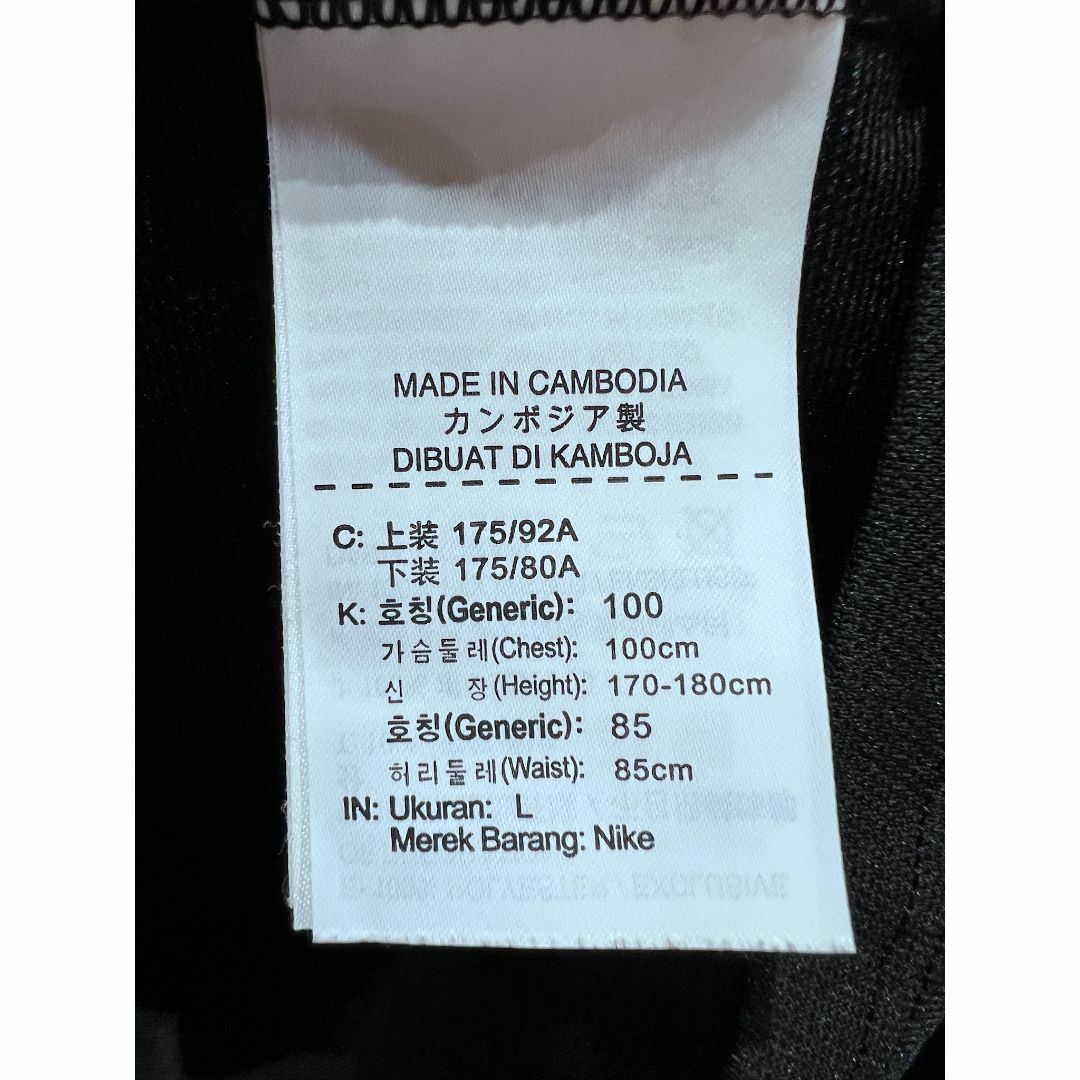 MADE IN CAMBODIA
カンボジア製
DIBUAT DI KAMBOJA
C: 上装 175/92A
下装 175/80A
K: 호칭(Generic): 100
가슴둘레(Chest): 100cm
신 장(Height): 170-180cm
호칭(Generic): 85
허리둘레(Waist): 85cm
IN: Ukuran: L
Merek Barang: Nike